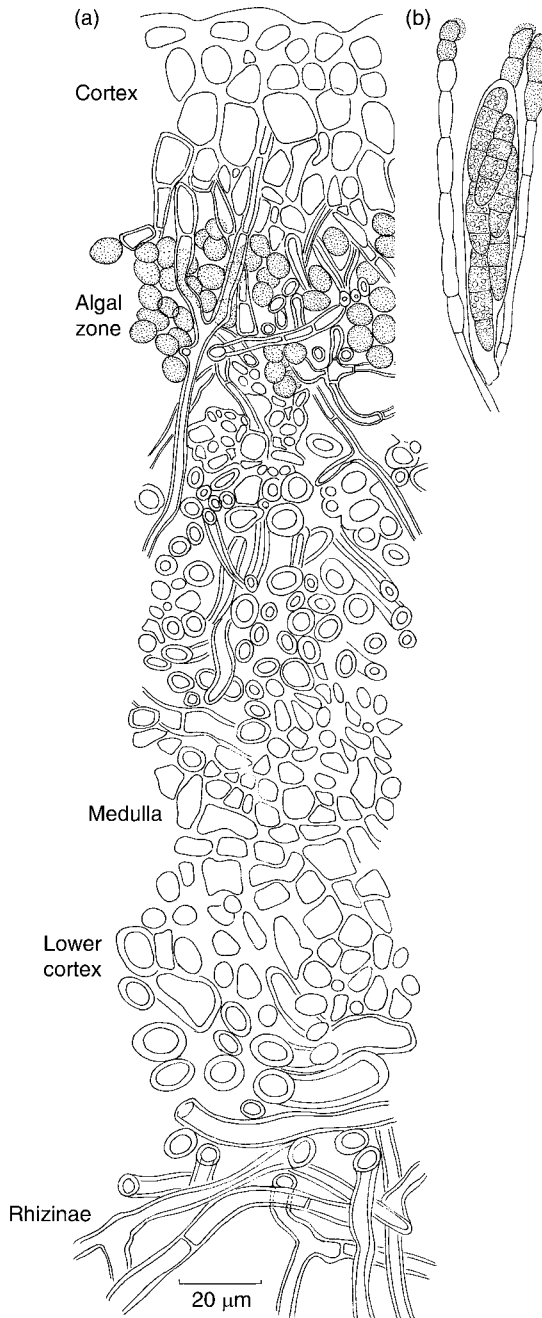 (a)
(b)
Cortex
Algal
zone
Medulla
Lower
cortex
Rhizinae
20 μm